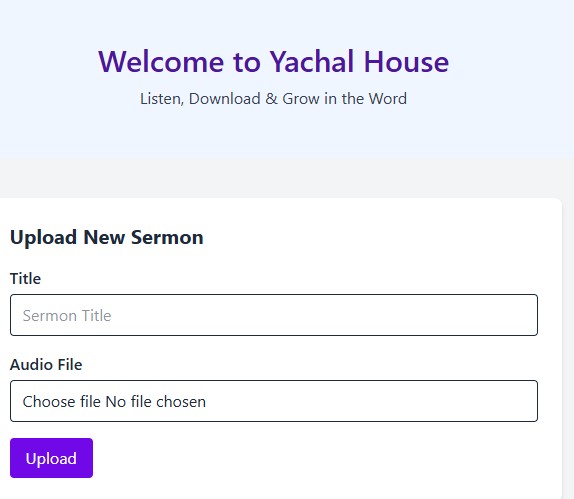 Welcome to Yachal House
Listen, Download & Grow in the Word
Upload New Sermon
Title
Sermon Title
Audio File
Choose file No file chosen
Upload